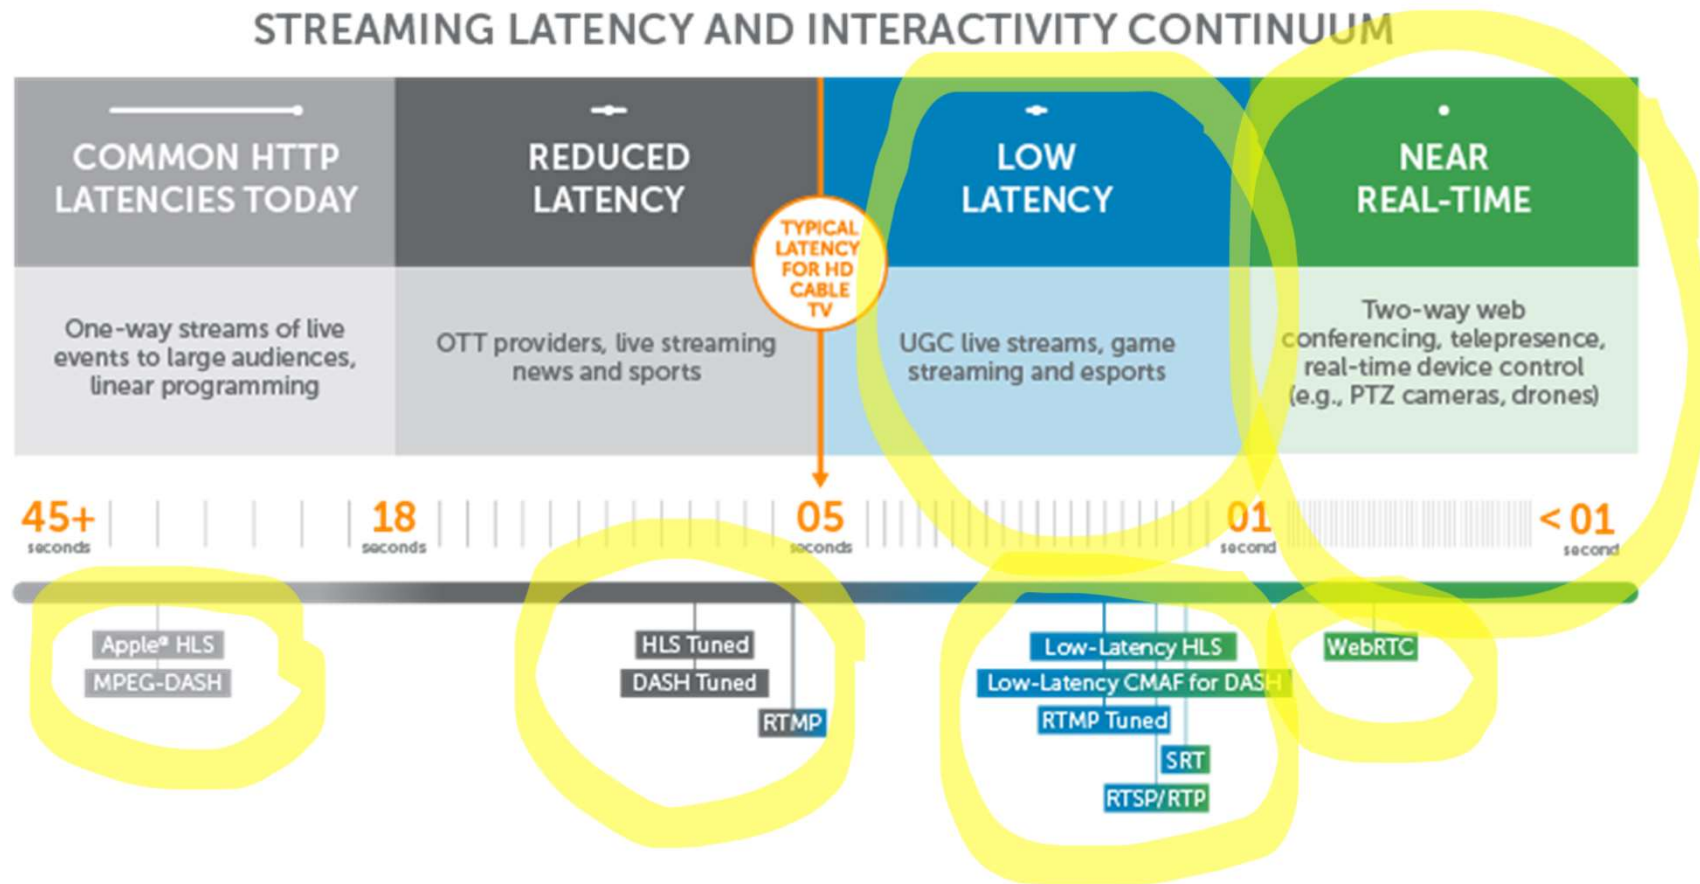 STREAMING LATENCY AND INTERACTIVITY CONTINUUM
COMMON HTTP
LATENCIES TODAY
REDUCED
LATENCY
LOW
LATENCY
NEAR
REAL-TIME
TYPICAL
LATENCY
FOR HD
CABLE
TV
One-way streams of live
events to large audiences,
linear programming
OTT providers, live streaming
news and sports
UGC live streams, game
streaming and esports
Two-way web
conferencing, telepresence,
real-time device control
(e.g., PTZ cameras, drones)
45+
seconds
18
seconds
05
seconds
01
second
< 01
second
Apple® HLS
MPEG-DASH
HLS Tuned
DASH Tuned
RTMP
Low-Latency HLS
Low-Latency CMAF for DASH
RTMP Tuned
SRT
RTSP/RTP
WebRTC